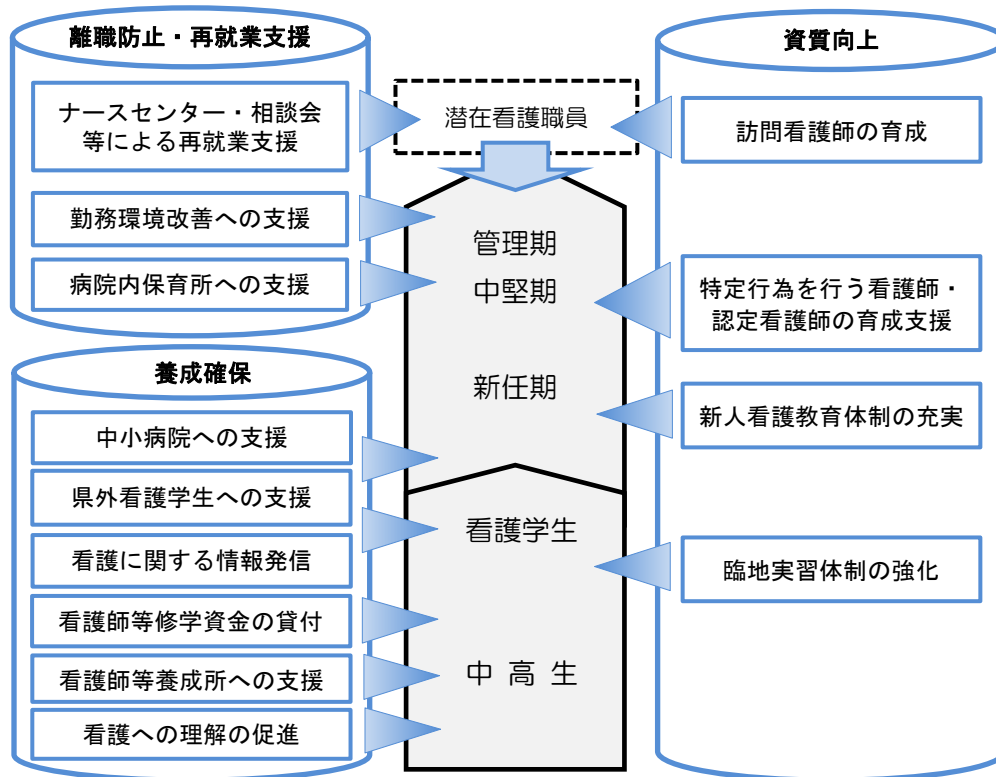 離職防止・再就業支援
ナースセンター・相談会
等による再就業支援
勤務環境改善への支援
病院内保育所への支援
養成確保
中小病院への支援
県外看護学生への支援
看護に関する情報発信
看護師等修学資金の貸付
看護師等養成所への支援
看護への理解の促進
潜在看護職員
管理期
中堅期
新任期
看護学生
中高生
資質向上
訪問看護師の育成
特定行為を行う看護師・
認定看護師の育成支援
新人看護教育体制の充実
臨地実習体制の強化